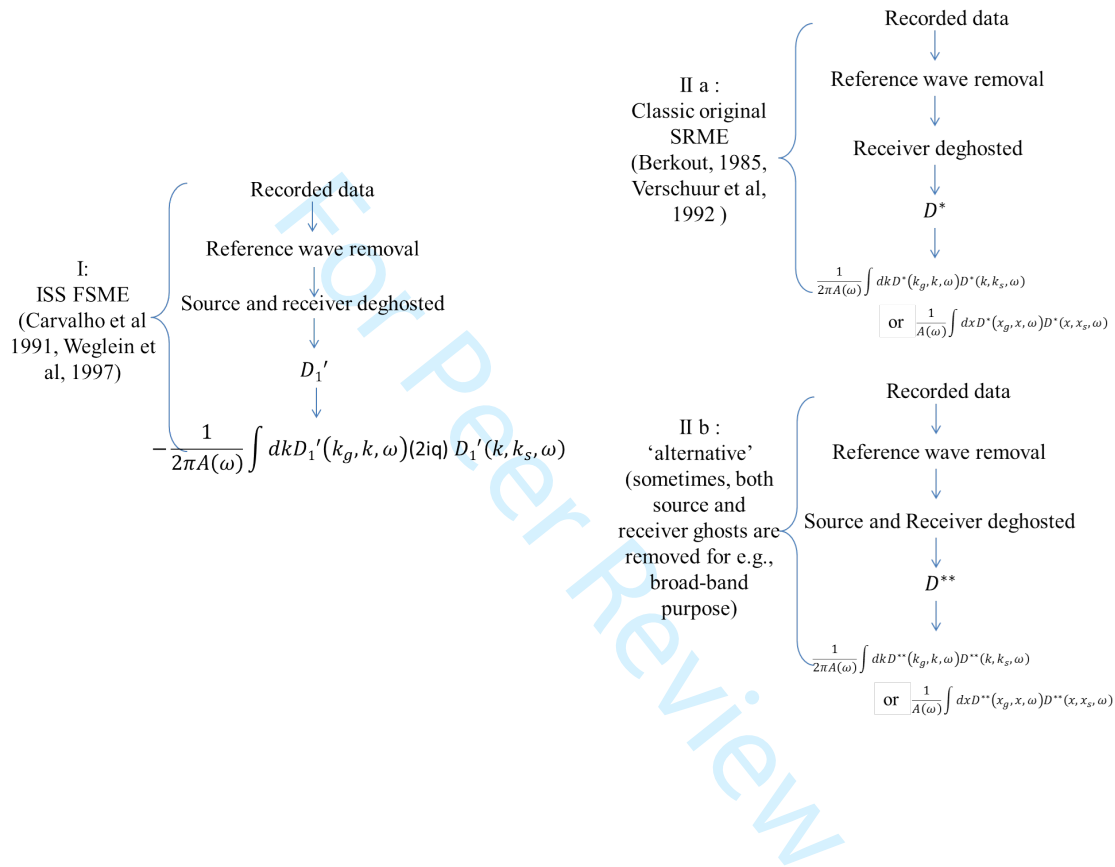 I:
ISS FSME
(Carvalho et al
1991, Weglein et
al, 1997)
Recorded data
Reference wave removal
Source and receiver deghosted
D₁′
−1/2πA(ω) ∫ dkD₁′(k_g, k, ω)(2iq) D₁′(k, k_s, ω)
II a :
Classic original
SRME
(Berkout, 1985,
Verschuur et al,
1992 )
Recorded data
Reference wave removal
Receiver deghosted
D*
1/2πA(ω) ∫ dkD*(k_g, k, ω)D*(k, k_s, ω)
or 1/A(ω) ∫ dxD*(x_g, x, ω)D*(x, x_s, ω)
II b :
‘alternative’
(sometimes, both
source and
receiver ghosts are
removed for e.g.,
broad-band
purpose)
Recorded data
Reference wave removal
Source and Receiver deghosted
D**
1/2πA(ω) ∫ dkD**(k_g, k, ω)D**(k, k_s, ω)
or 1/A(ω) ∫ dxD**(x_g, x, ω)D**(x, x_s, ω)
For Peer Review